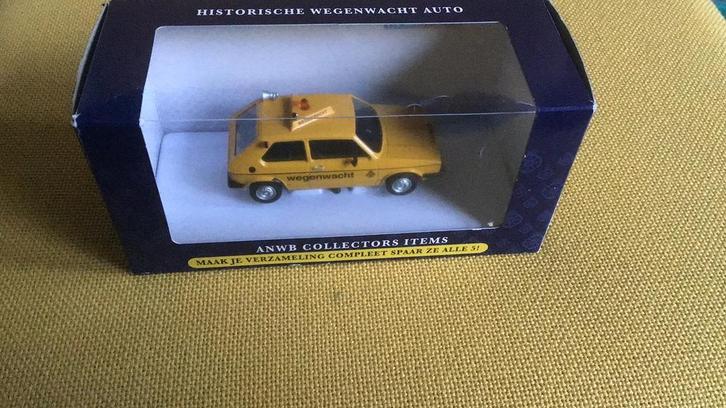 HISTORISCHE WEGENWACHT AUTO
wegenwacht
ANWB COLLECTORS ITEMS
MAAK JE VERZAMELING COMPLEET SPAAR ZE ALLE 5!